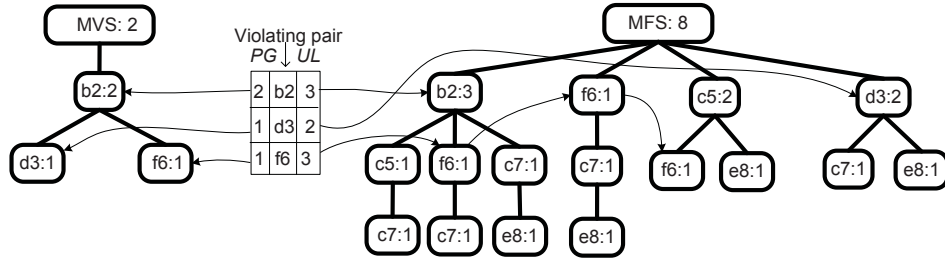 MVS: 2
MFS: 8
Violating pair
PG UL
b2:2
2 b2 3
b2:3
f6:1
c5:2
d3:2
1 d3 2
d3:1
f6:1
1 f6 3
c5:1
f6:1
c7:1
c7:1
f6:1
e8:1
c7:1
e8:1
c7:1
c7:1
e8:1
e8:1